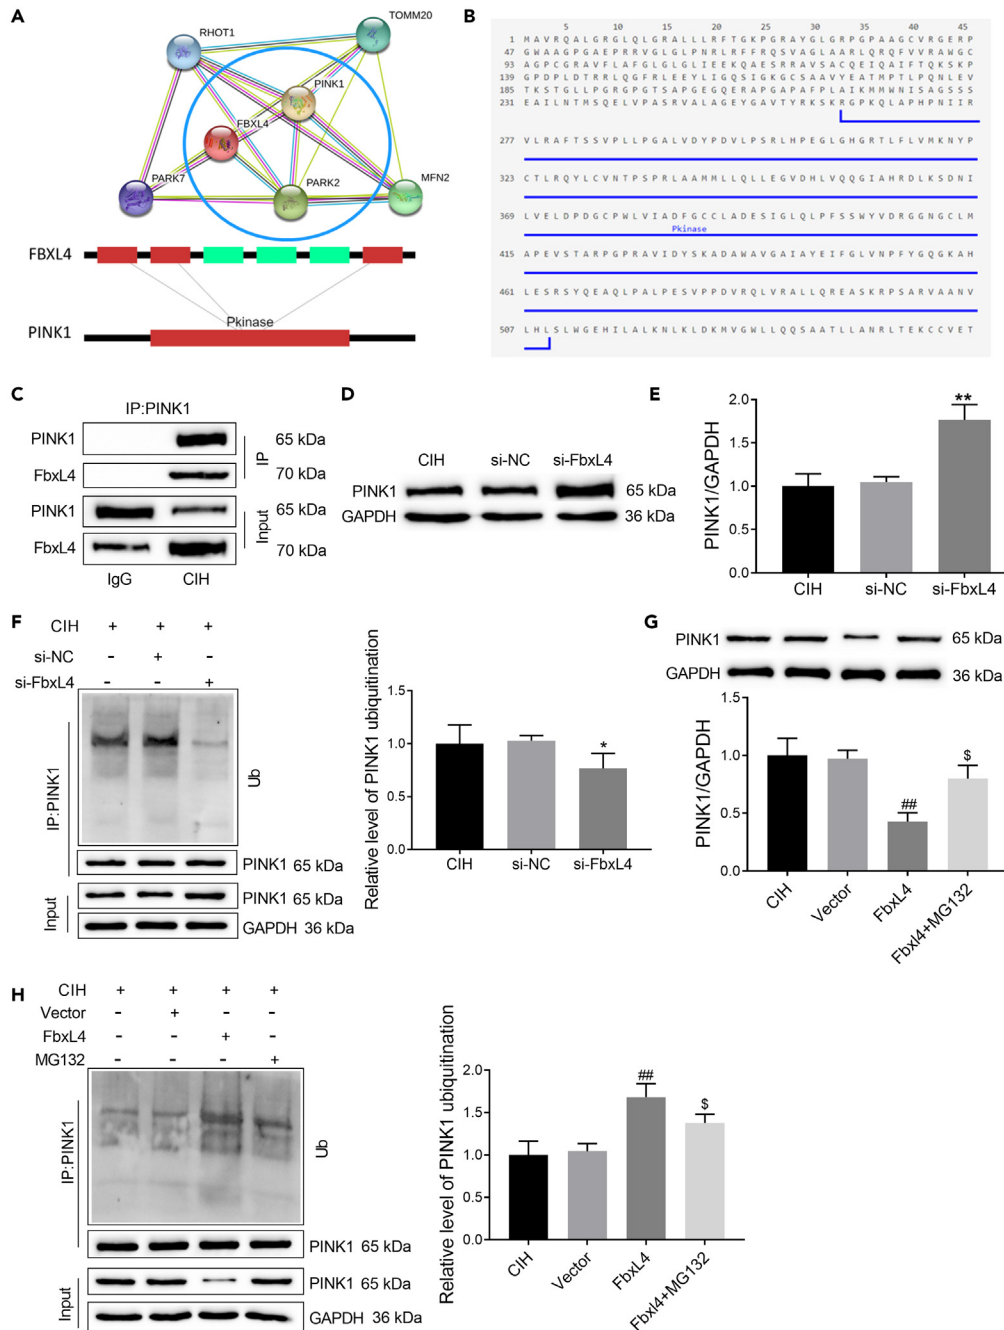 A
TOMM20
RHOT1
PINK1
FBXL4
PARK7
PARK2
MFN2
FBXL4
Pkinase
PINK1
B
5 10 15 20 25 30 35 40 45
1 M A V R Q A L G R G L Q L G R A L L L R F T G K P G R A Y G L G R P G P A A G C V R G E R P
47 G W A A G P G A E P R R V G L G L P N R L R F F R Q S V A G L A A R L Q R Q F V V R A W G C
93 A G P C G R A V F L A F G L G L G L I E E K Q A E S R R A V S A C Q E I Q A I F T Q K S K P
139 G P D P L D T R R L Q G F R L E E Y L I G Q S I G K G C S A A V Y E A T M P T L P Q N L E V
185 T K S T G L L P G R G P G T S A P G E G Q E R A P G A P A F P L A I K M M W N I S A G S S S
231 E A I L N T M S Q E L V P A S R V A L A G E Y G A V T Y R K S K R G P K Q L A P H P N I I R
277 V L R A F T S S V P L L P G A L V D Y P D V L P S R L H P E G L G H G R T L F L V M K N Y P
323 C T L R Q Y L C V N T P S P R L A A M M L L Q L L E G V D H L V Q Q G I A H R D L K S D N I
369 L V E L D P D G C P W L V I A D F G C C L A D E S I G L Q L P F S S W Y V D R G G N G C L M
Pkinase
415 A P E V S T A R P G P R A V I D Y S K A D A W A V G A I A Y E I F G L V N P F Y G Q G K A H
461 L E S R S Y Q E A Q L P A L P E S V P P D V R Q L V R A L L Q R E A S K R P S A R V A A N V
507 L H L S L W G E H I L A L K N L K L D K M V G W L L Q Q S A A T L L A N R L T E K C C V E T
C
IP:PINK1
PINK1 65 kDa
FbxL4 70 kDa
IP
PINK1 65 kDa
FbxL4 70 kDa
Input
IgG CIH
D
CIH si-NC si-FbxL4
PINK1 65 kDa
GAPDH 36 kDa
E
PINK1/GAPDH
2.0
1.5
1.0
0.5
0.0
**
CIH si-NC si-FbxL4
F
CIH + + +
si-NC - + -
si-FbxL4 - - +
IP:PINK1
Ub
PINK1 65 kDa
Input
PINK1 65 kDa
GAPDH 36 kDa
Relative level of PINK1 ubiquitination
1.5
1.0
0.5
0.0
*
CIH si-NC si-FbxL4
G
PINK1 65 kDa
GAPDH 36 kDa
PINK1/GAPDH
1.5
1.0
0.5
0.0
## $
CIH Vector FbxL4 Fbxl4+MG132
H
CIH + + + +
Vector - + - -
FbxL4 - - + -
MG132 - - - +
IP:PINK1
Ub
PINK1 65 kDa
Input
PINK1 65 kDa
GAPDH 36 kDa
Relative level of PINK1 ubiquitination
2.0
1.5
1.0
0.5
0.0
## $
CIH Vector FbxL4 Fbxl4+MG132